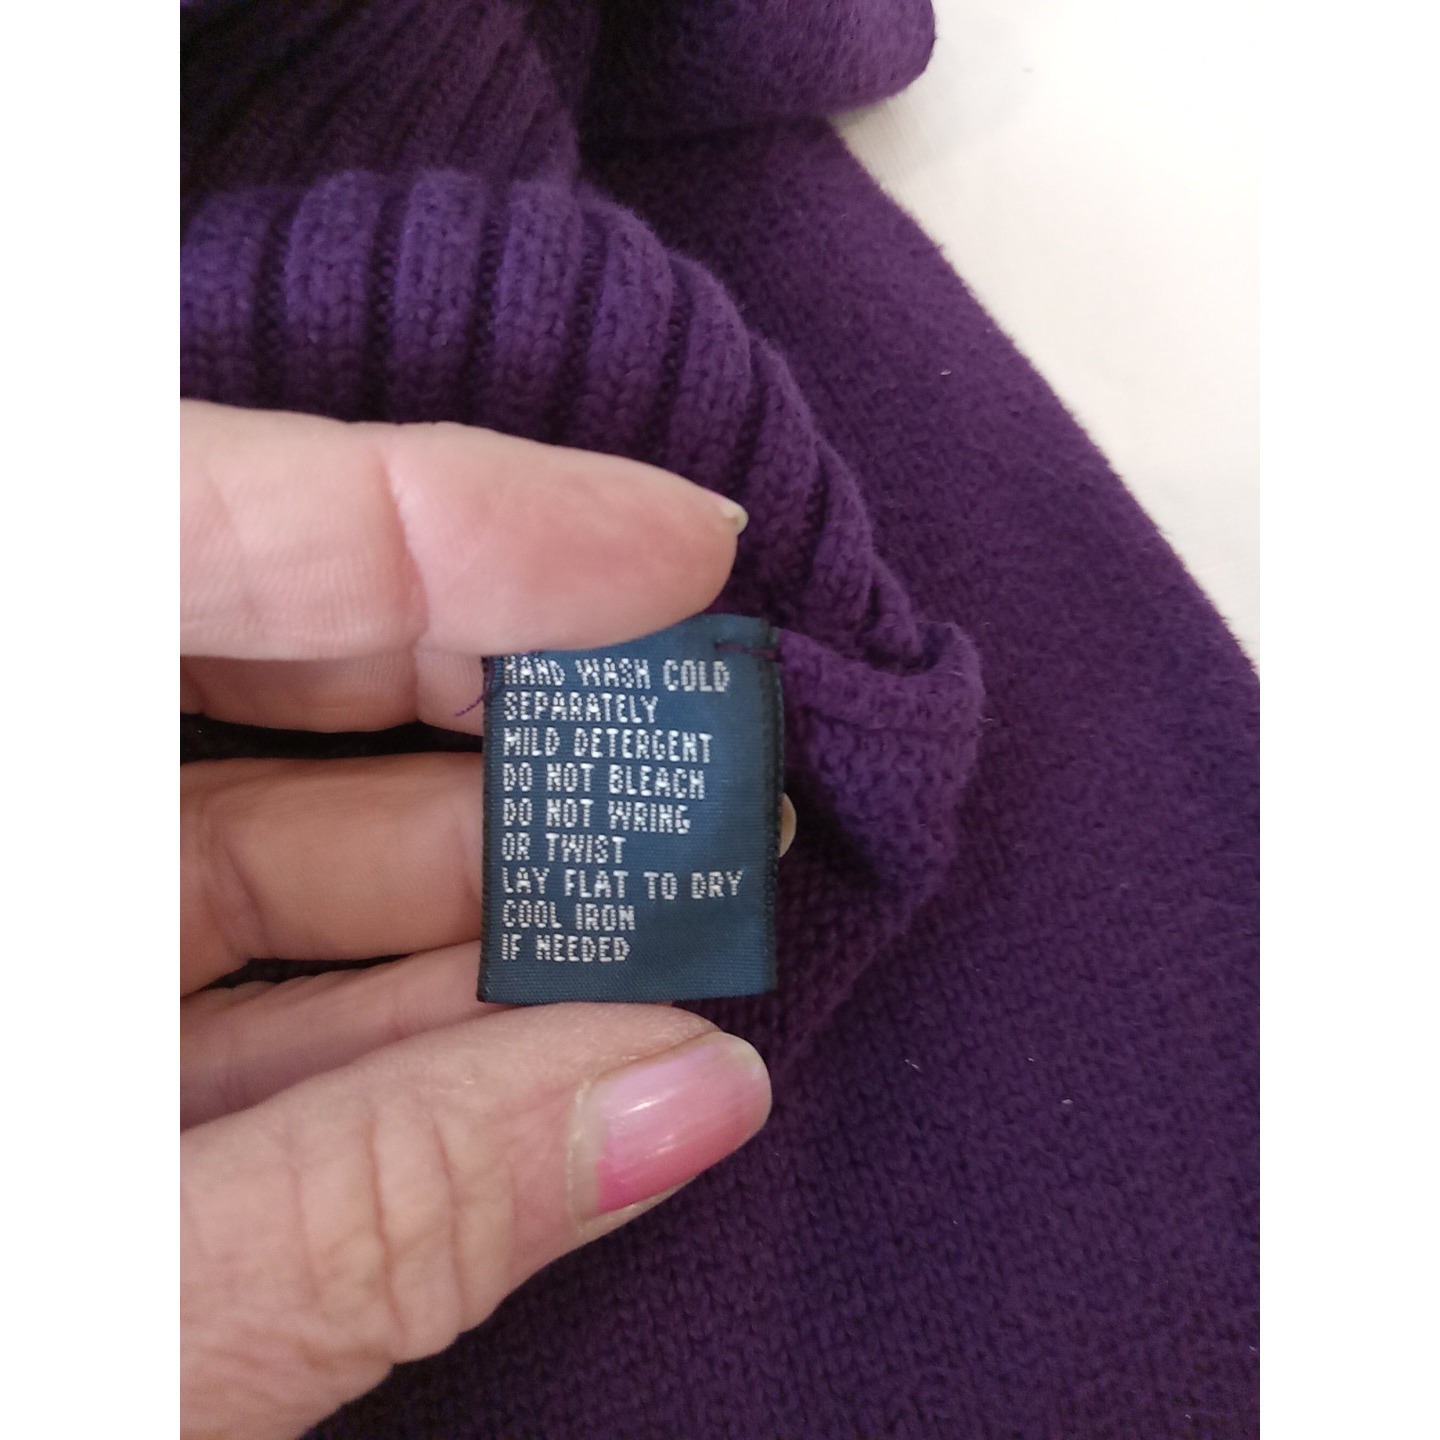 HAND WASH COLD
SEPARATELY
MILD DETERGENT
DO NOT BLEACH
DO NOT WRING
OR TWIST
LAY FLAT TO DRY
COOL IRON
IF NEEDED